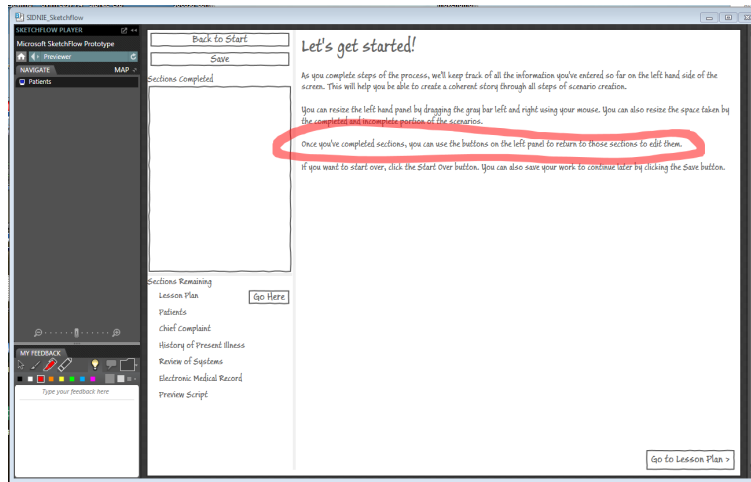 SIDNIE_Sketchflow
SKETCHFLOW PLAYER
Microsoft SketchFlow Prototype
Previewer
NAVIGATE MAP
Patients
MY FEEDBACK
Type your feedback here
Back to Start
Save
Sections Completed
Sections Remaining
Lesson Plan Go Here
Patients
Chief Complaint
History of Present Illness
Review of Systems
Electronic Medical Record
Preview Script
Let's get started!
As you complete steps of the process, we'll keep track of all the information you've entered so far on the left hand side of the
screen. This will help you be able to create a coherent story through all steps of scenario creation.
You can resize the left hand panel by dragging the gray bar left and right using your mouse. You can also resize the space taken by
the completed and incomplete portion of the scenarios.
Once you've completed sections, you can use the buttons on the left panel to return to those sections to edit them.
If you want to start over, click the Start Over button. You can also save your work to continue later by clicking the Save button.
Go to Lesson Plan >